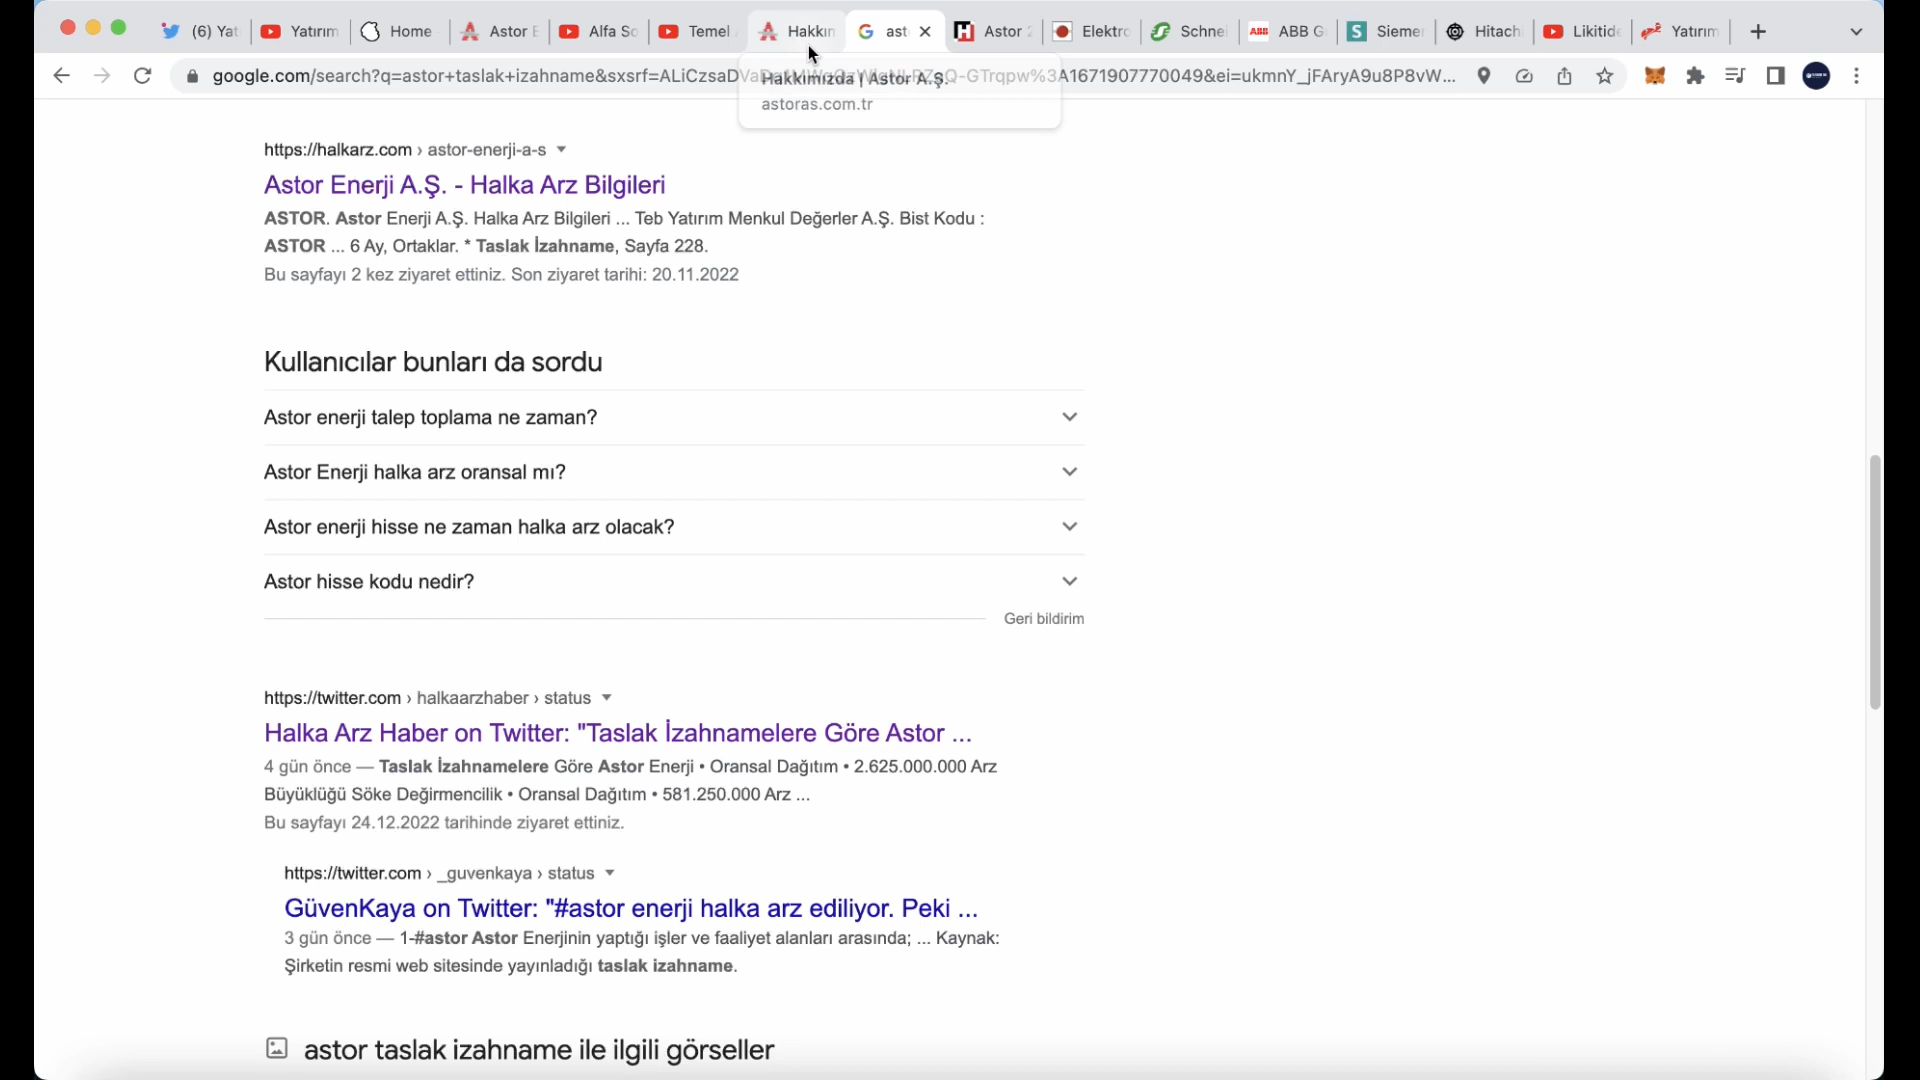 (6) Yat
Yatırım
Home
Astor E
Alfa So
Temel
Hakkın
ast
Astor 2
Elektro
Schnei
ABB G
Sieme
Hitach
Likitid
Yatırım
google.com/search?q=astor+taslak+izahname&sxsrf=ALiCzsaDVa
Q-GTrqpw%3A1671907770049&ei=ukmnY_jFAryA9u8P8vW...
Hakkımızda | Astor A.Ş.
astoras.com.tr
https://halkarz.com › astor-enerji-a-s
Astor Enerji A.Ş. - Halka Arz Bilgileri
ASTOR. Astor Enerji A.Ş. Halka Arz Bilgileri ... Teb Yatırım Menkul Değerler A.Ş. Bist Kodu :
ASTOR ... 6 Ay, Ortaklar. * Taslak İzahname, Sayfa 228.
Bu sayfayı 2 kez ziyaret ettiniz. Son ziyaret tarihi: 20.11.2022
Kullanıcılar bunları da sordu
Astor enerji talep toplama ne zaman?
Astor Enerji halka arz oransal mı?
Astor enerji hisse ne zaman halka arz olacak?
Astor hisse kodu nedir?
Geri bildirim
https://twitter.com › halkaarzhaber › status
Halka Arz Haber on Twitter: "Taslak İzahnamelere Göre Astor ...
4 gün önce — Taslak İzahnamelere Göre Astor Enerji • Oransal Dağıtım • 2.625.000.000 Arz
Büyüklüğü Söke Değirmencilik • Oransal Dağıtım • 581.250.000 Arz ...
Bu sayfayı 24.12.2022 tarihinde ziyaret ettiniz.
https://twitter.com › _guvenkaya › status
GüvenKaya on Twitter: "#astor enerji halka arz ediliyor. Peki ...
3 gün önce — 1-#astor Astor Enerjinin yaptığı işler ve faaliyet alanları arasında; ... Kaynak:
Şirketin resmi web sitesinde yayınladığı taslak izahname.
astor taslak izahname ile ilgili görseller